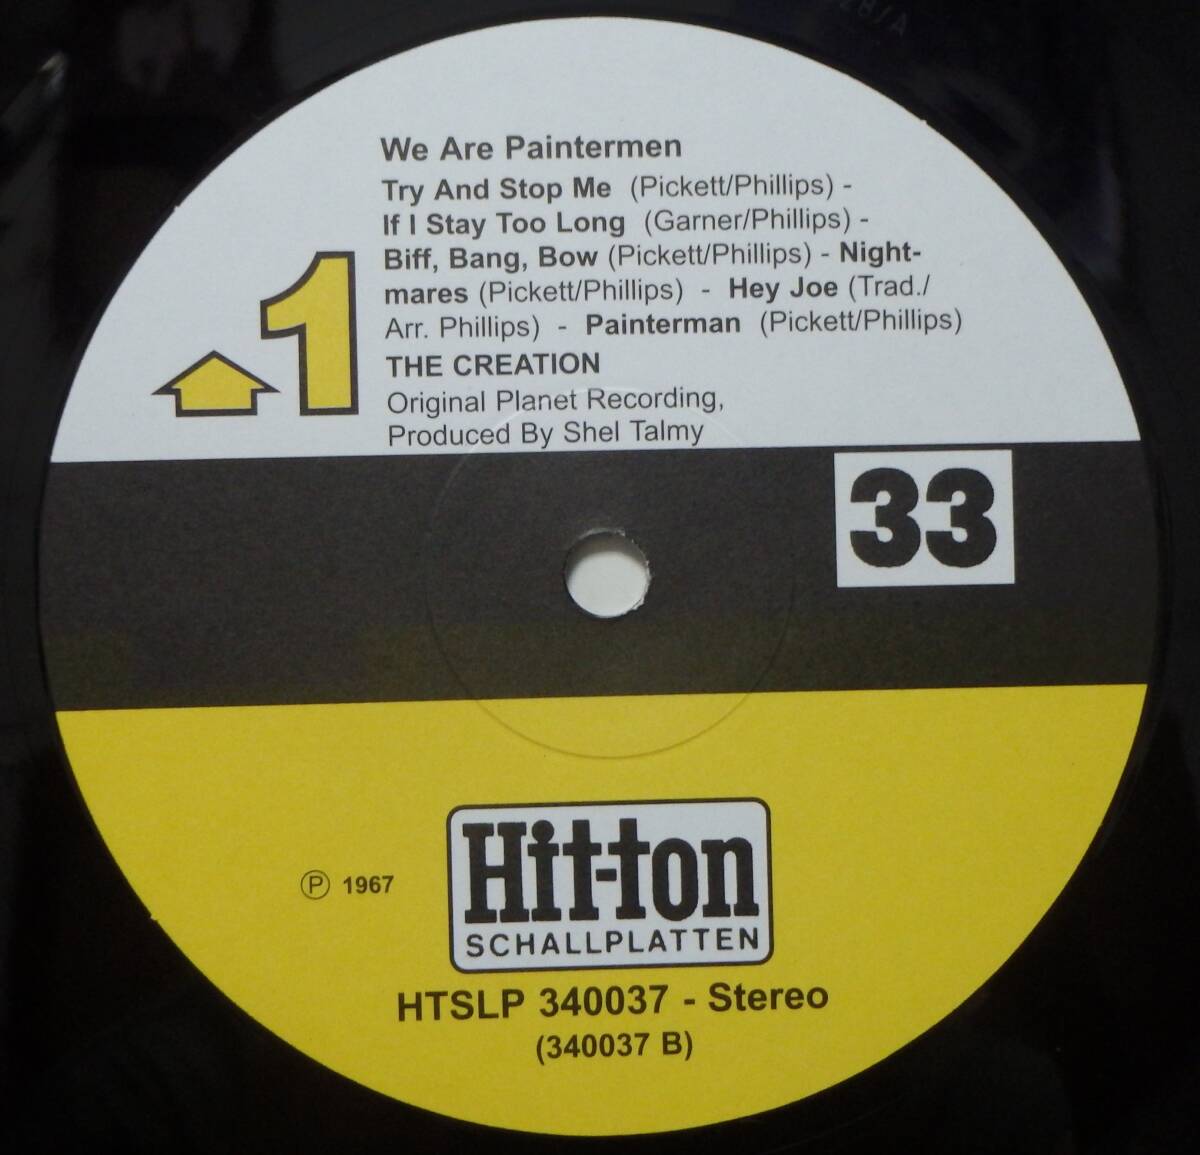 We Are Paintermen
Try And Stop Me (Pickett/Phillips) -
If I Stay Too Long (Garner/Phillips) -
Biff, Bang, Bow (Pickett/Phillips) - Night-
mares (Pickett/Phillips) - Hey Joe (Trad./
Arr. Phillips) - Painterman (Pickett/Phillips)
THE CREATION
Original Planet Recording,
Produced By Shel Talmy
1
33
℗ 1967
Hit-ton
SCHALLPLATTEN
HTSLP 340037 - Stereo
(340037 B)